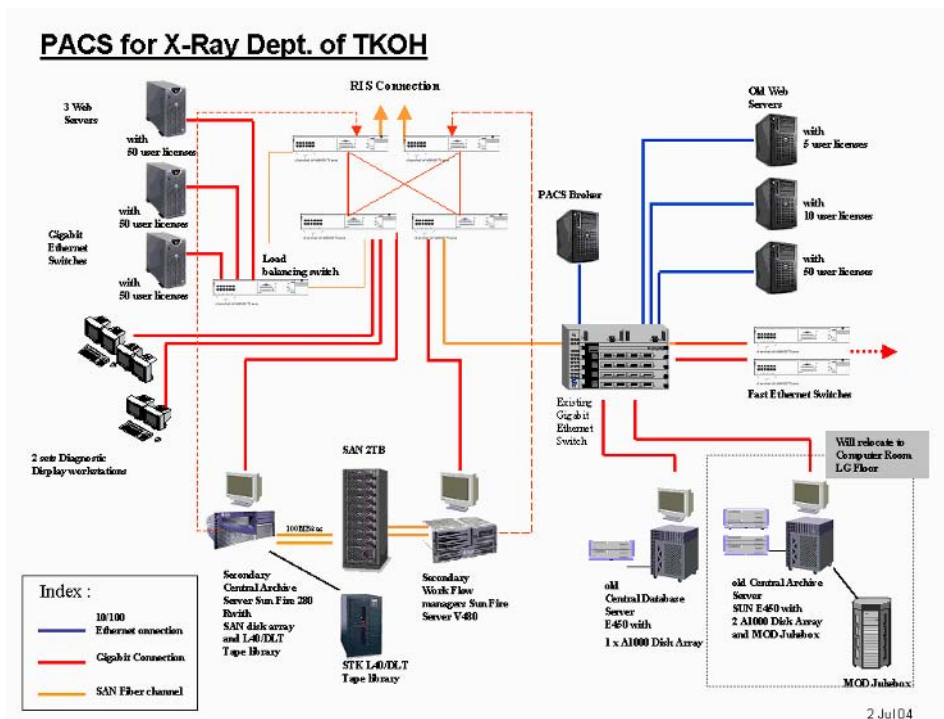 PACS for X-Ray Dept. of TKOH
RIS Connection
3 Web
Servers
with
50 user licenses
with
50 user licenses
Gigabit
Ethernet
Switches
with
50 user licenses
Load
balancing switch
PACS Broker
Old Web
Servers
with
5 user licenses
with
10 user licenses
with
50 user licenses
Existing
Gigabit
Ethernet
Switch
Fast Ethernet Switches
2 sets Diagnostic
Display workstations
SAN 2TB
Will relocate to
Computer Room
LG Floor
Secondary
Central Archive
Server Sun Fire 280
Rwith
SAN disk array
and L40/DLT
Tape library
STK L40/DLT
Tape library
Secondary
Work Flow
managers Sun Fire
Server V480
old
Central Database
Server
E450 with
1 x A1000 Disk Array
old Central Archive
Server
SUN E450 with
2 A1000 Disk Array
and MOD Jukebox
MOD Jukebox
Index :
10/100
Ethernet onnection
Gigabit Connection
SAN Fiber channel
2 Jul 04